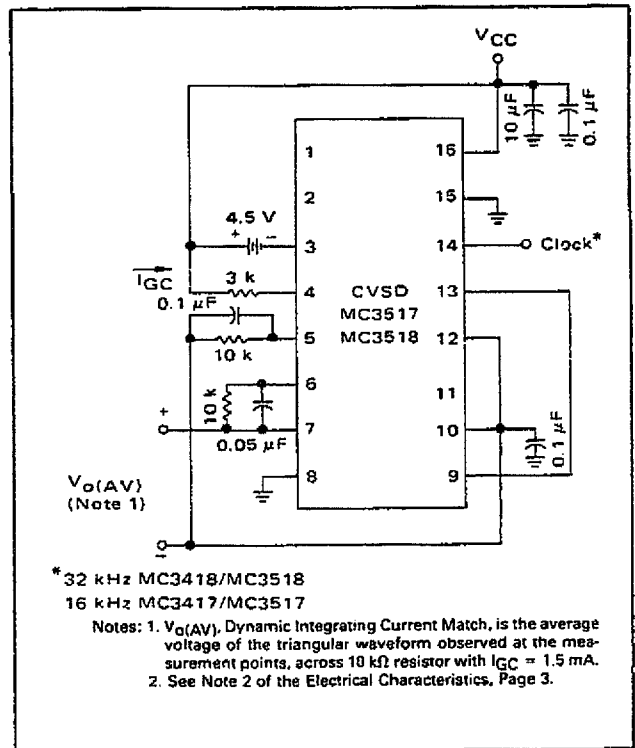 VCC
10 µF
0.1 µF
1 16
2 15
4.5 V
+ −
3 14 Clock*
IGC
3 k
0.1 µF
4 CVSD 13
MC3517
5 MC3518 12
10 k
6 11
10 k
+
0.05 µF
7 10
0.1 µF
8 9
Vo(AV)
(Note 1)
−
*32 kHz MC3418/MC3518
16 kHz MC3417/MC3517
Notes: 1. Vo(AV), Dynamic Integrating Current Match, is the average
voltage of the triangular waveform observed at the mea-
surement points, across 10 kΩ resistor with IGC = 1.5 mA.
2. See Note 2 of the Electrical Characteristics, Page 3.